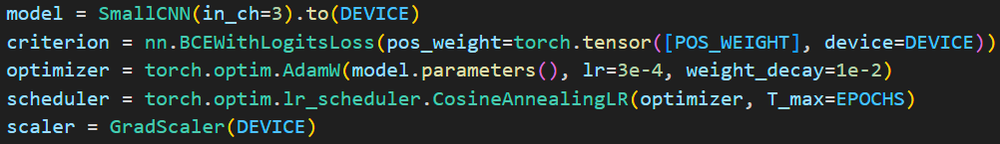 model = SmallCNN(in_ch=3).to(DEVICE)
criterion = nn.BCEWithLogitsLoss(pos_weight=torch.tensor([POS_WEIGHT], device=DEVICE))
optimizer = torch.optim.AdamW(model.parameters(), lr=3e-4, weight_decay=1e-2)
scheduler = torch.optim.lr_scheduler.CosineAnnealingLR(optimizer, T_max=EPOCHS)
scaler = GradScaler(DEVICE)